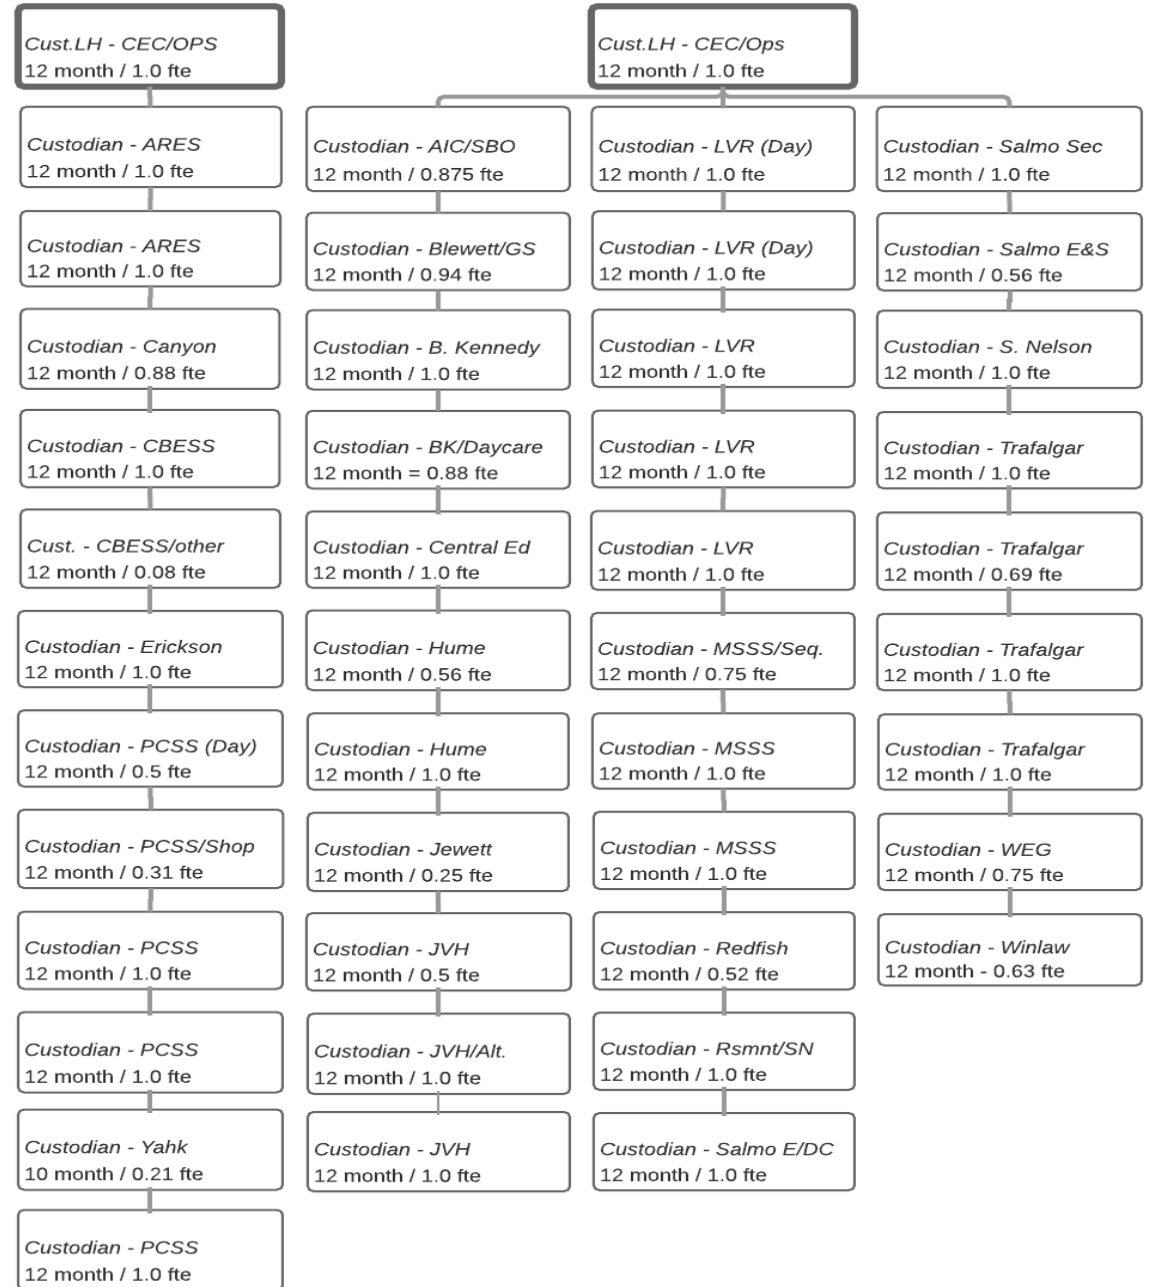 Cust.LH - CEC/OPS
12 month / 1.0 fte
Custodian - ARES
12 month / 1.0 fte
Custodian - ARES
12 month / 1.0 fte
Custodian - Canyon
12 month / 0.88 fte
Custodian - CBESS
12 month / 1.0 fte
Cust. - CBESS/other
12 month / 0.08 fte
Custodian - Erickson
12 month / 1.0 fte
Custodian - PCSS (Day)
12 month / 0.5 fte
Custodian - PCSS/Shop
12 month / 0.31 fte
Custodian - PCSS
12 month / 1.0 fte
Custodian - PCSS
12 month / 1.0 fte
Custodian - Yahk
10 month / 0.21 fte
Custodian - PCSS
12 month / 1.0 fte
Cust.LH - CEC/Ops
12 month / 1.0 fte
Custodian - AIC/SBO
12 month / 0.875 fte
Custodian - Blewett/GS
12 month / 0.94 fte
Custodian - B. Kennedy
12 month / 1.0 fte
Custodian - BK/Daycare
12 month = 0.88 fte
Custodian - Central Ed
12 month / 1.0 fte
Custodian - Hume
12 month / 0.56 fte
Custodian - Hume
12 month / 1.0 fte
Custodian - Jewett
12 month / 0.25 fte
Custodian - JVH
12 month / 0.5 fte
Custodian - JVH/Alt.
12 month / 1.0 fte
Custodian - JVH
12 month / 1.0 fte
Custodian - LVR (Day)
12 month / 1.0 fte
Custodian - LVR (Day)
12 month / 1.0 fte
Custodian - LVR
12 month / 1.0 fte
Custodian - LVR
12 month / 1.0 fte
Custodian - LVR
12 month / 1.0 fte
Custodian - MSSS/Seq.
12 month / 0.75 fte
Custodian - MSSS
12 month / 1.0 fte
Custodian - MSSS
12 month / 1.0 fte
Custodian - Redfish
12 month / 0.52 fte
Custodian - Rsmnt/SN
12 month / 1.0 fte
Custodian - Salmo E/DC
12 month / 1.0 fte
Custodian - Salmo Sec
12 month / 1.0 fte
Custodian - Salmo E&S
12 month / 0.56 fte
Custodian - S. Nelson
12 month / 1.0 fte
Custodian - Trafalgar
12 month / 1.0 fte
Custodian - Trafalgar
12 month / 0.69 fte
Custodian - Trafalgar
12 month / 1.0 fte
Custodian - Trafalgar
12 month / 1.0 fte
Custodian - WEG
12 month / 0.75 fte
Custodian - Winlaw
12 month - 0.63 fte